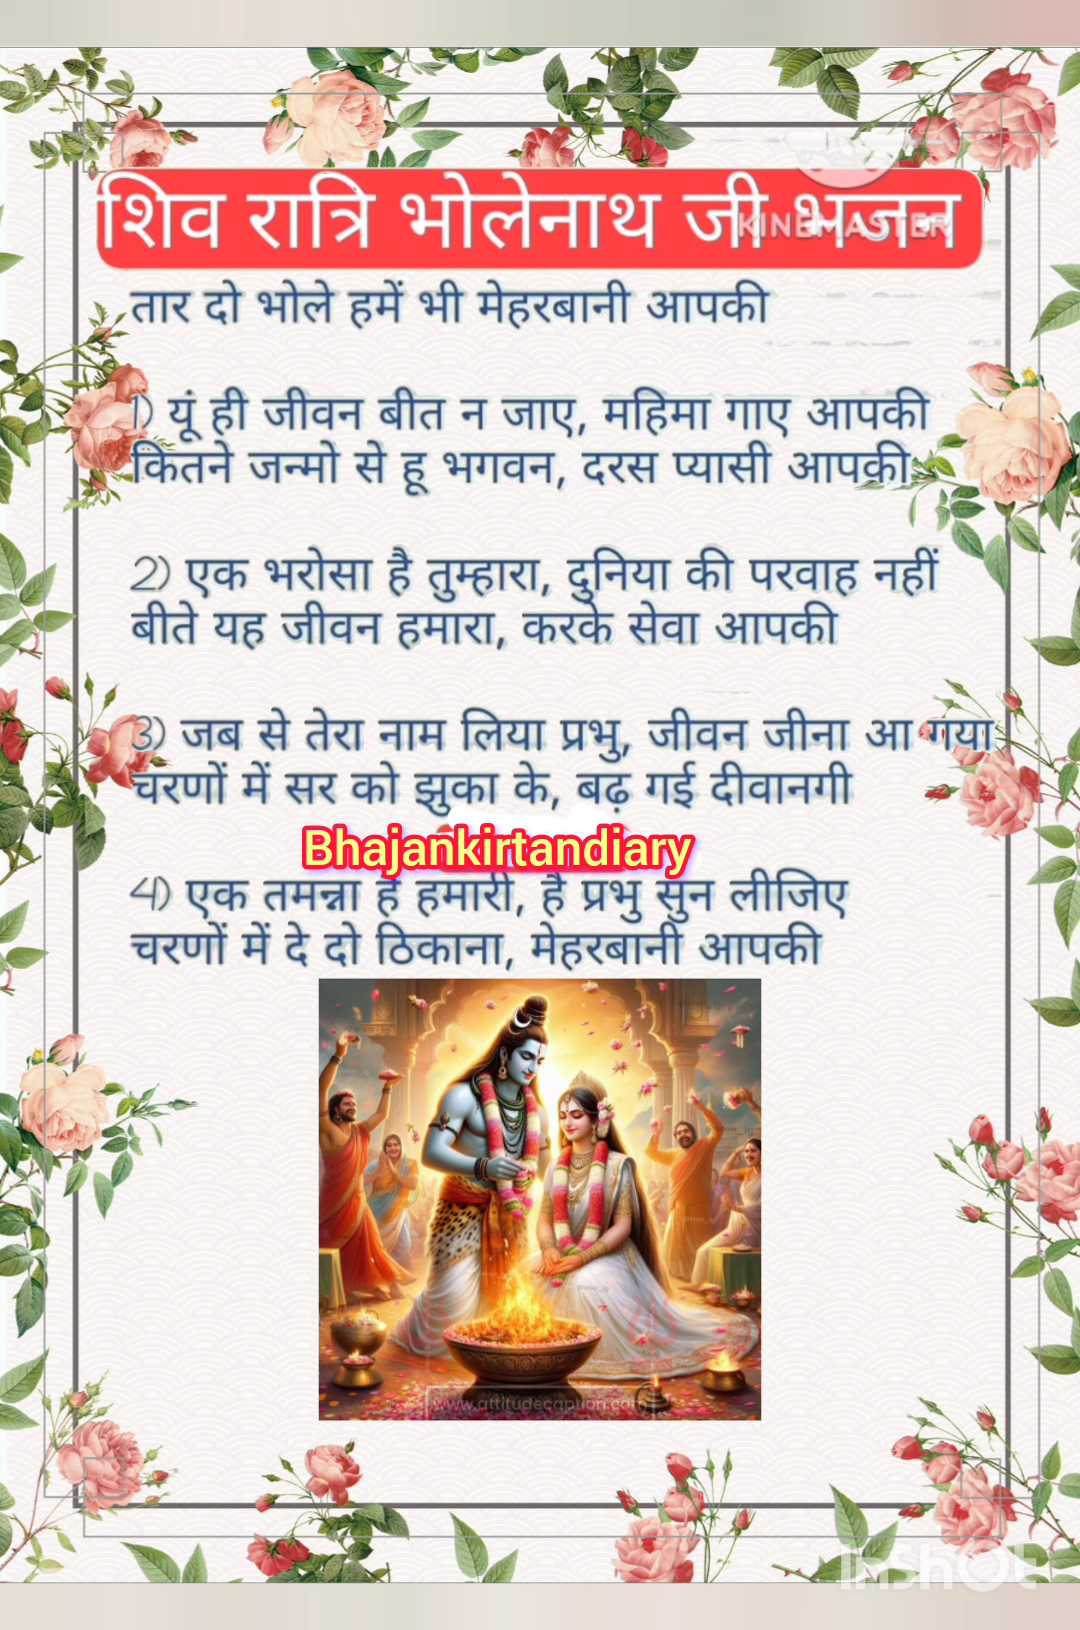 शिव रात्रि भोलेनाथ जी भजन
KINEMASTER
तार दो भोले हमें भी मेहरबानी आपकी
1) यूं ही जीवन बीत न जाए, महिमा गाए आपकी
कितने जन्मो से हू भगवन, दरस प्यासी आपकी
2) एक भरोसा है तुम्हारा, दुनिया की परवाह नहीं
बीते यह जीवन हमारा, करके सेवा आपकी
3) जब से तेरा नाम लिया प्रभु, जीवन जीना आ गया
चरणों में सर को झुका के, बढ़ गई दीवानगी
Bhajankirtandiary
4) एक तमन्ना है हमारी, है प्रभु सुन लीजिए
चरणों में दे दो ठिकाना, मेहरबानी आपकी
www.attitudecaption.com
InShOt